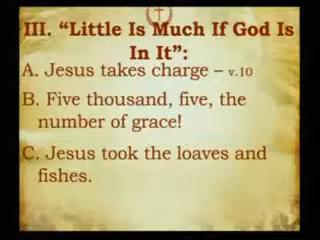 III. “Little Is Much If God Is
In It”:
A. Jesus takes charge – v.10
B. Five thousand, five, the
number of grace!
C. Jesus took the loaves and
fishes.